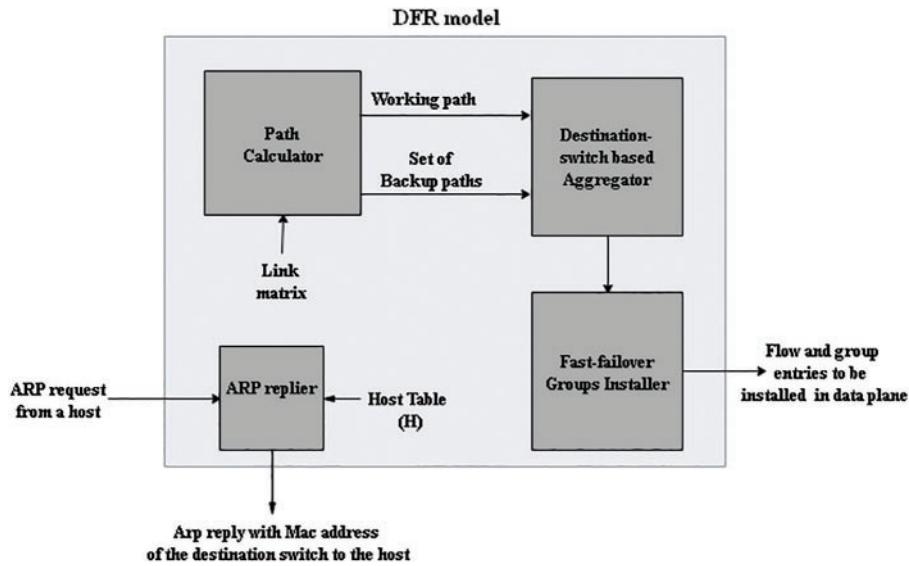 DFR model
Path
Calculator
Working path
Set of
Backup paths
Destination-
switch based
Aggregator
Link
matrix
Fast-failover
Groups Installer
Flow and group
entries to be
installed in data plane
ARP request
from a host
ARP replier
Host Table
(H)
Arp reply with Mac address
of the destination switch to the host